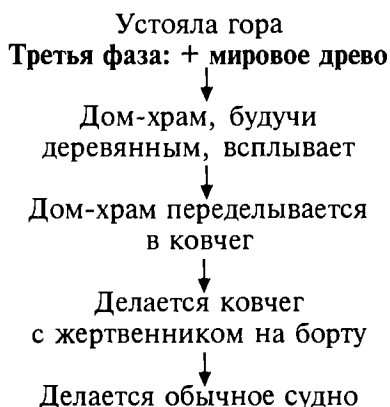 Устояла гора
Третья фаза: + мировое древо
Дом-храм, будучи
деревянным, всплывает
Дом-храм переделывается
в ковчег
Делается ковчег
с жертвенником на борту
Делается обычное судно